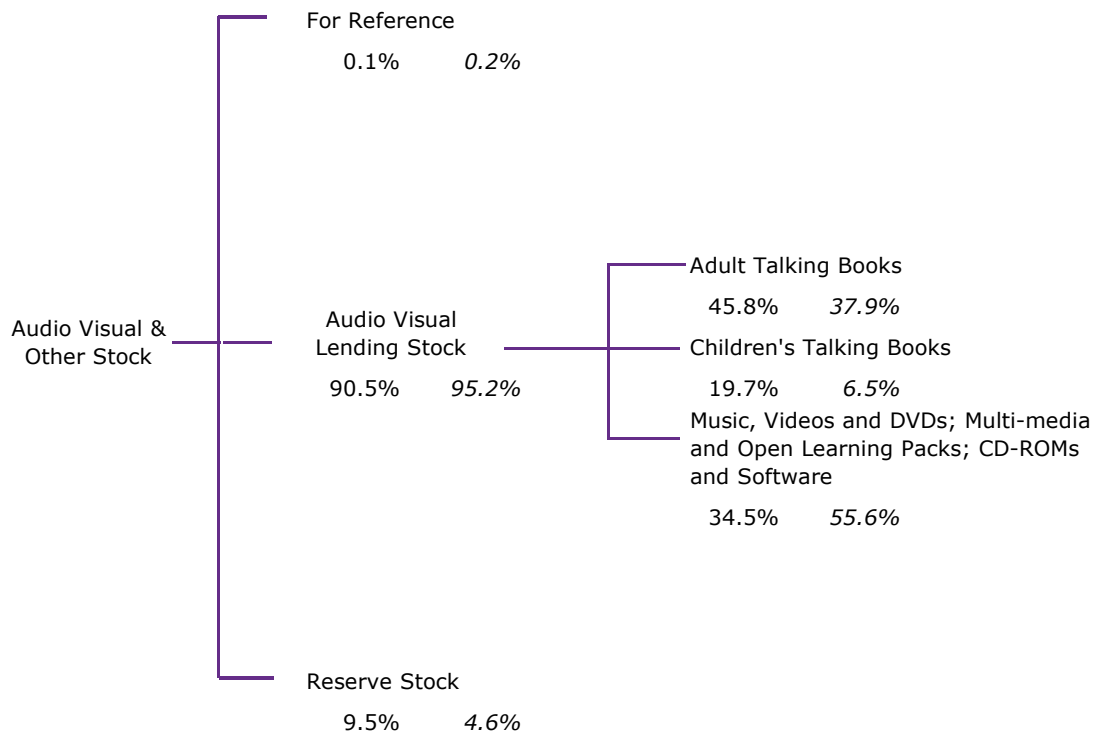 For Reference
0.1% 0.2%
Audio Visual &
Other Stock
Audio Visual
Lending Stock
90.5% 95.2%
Adult Talking Books
45.8% 37.9%
Children's Talking Books
19.7% 6.5%
Music, Videos and DVDs; Multi-media
and Open Learning Packs; CD-ROMs
and Software
34.5% 55.6%
Reserve Stock
9.5% 4.6%